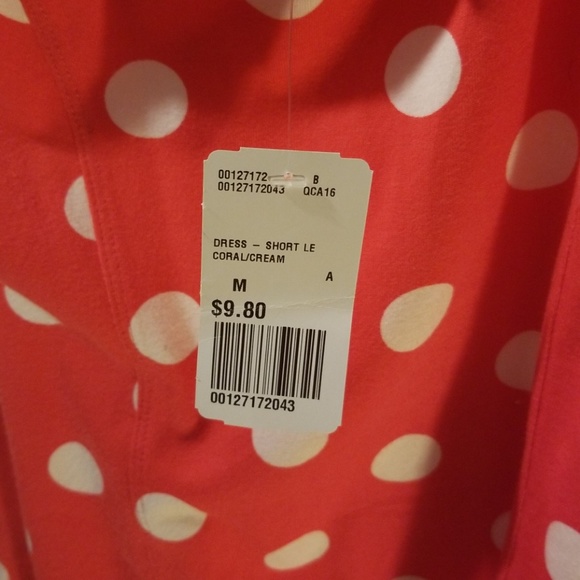 00127172 B
00127172043 QCA16
DRESS - SHORT LE
CORAL/CREAM
M A
$9.80
00127172043